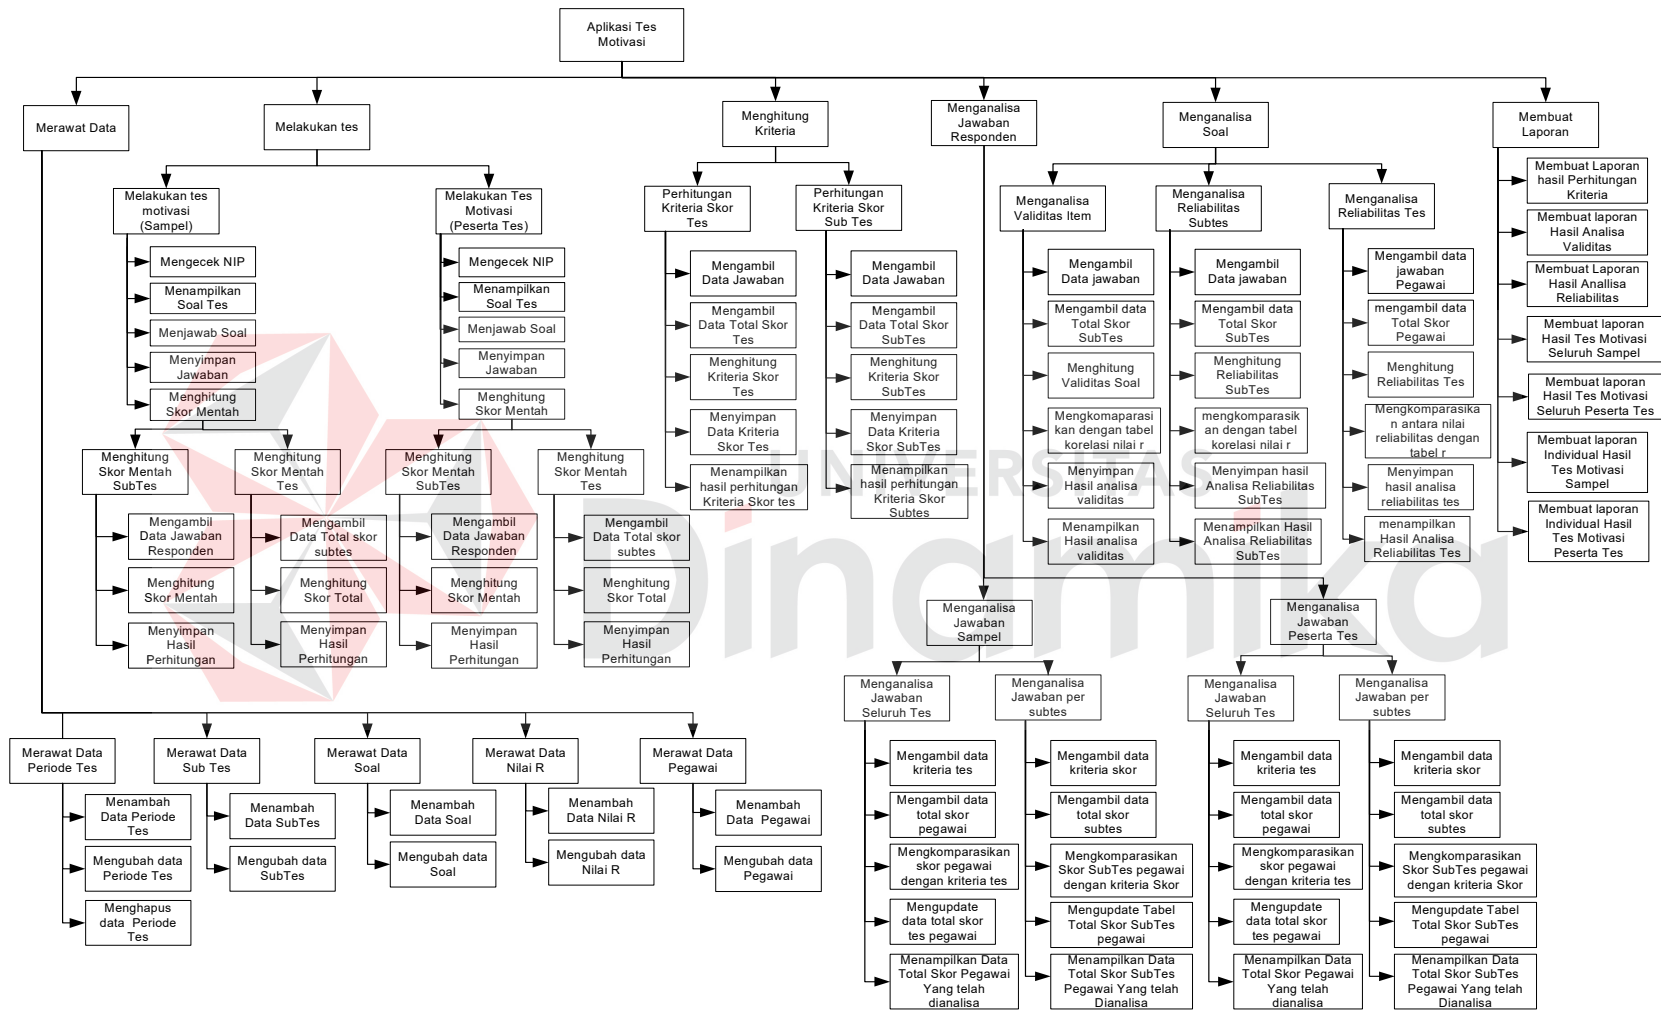 Aplikasi Tes
Motivasi
Merawat Data
Melakukan tes
Menghitung
Kriteria
Menganalisa
Jawaban
Responden
Menganalisa
Soal
Membuat
Laporan
Melakukan tes
motivasi
(Sampel)
Mengecek NIP
Menampilkan
Soal Tes
Menjawab Soal
Menyimpan
Jawaban
Menghitung
Skor Mentah
Menghitung
Skor Mentah
SubTes
Mengambil
Data Jawaban
Responden
Menghitung
Skor Mentah
Menyimpan
Hasil
Perhitungan
Menghitung
Skor Mentah
Tes
Mengambil
Data Total skor
subtes
Menghitung
Skor Total
Menyimpan
Hasil
Perhitungan
Melakukan Tes
Motivasi
(Peserta Tes)
Mengecek NIP
Menampilkan
Soal Tes
Menjawab Soal
Menyimpan
Jawaban
Menghitung
Skor Mentah
Menghitung
Skor Mentah
SubTes
Mengambil
Data Jawaban
Responden
Menghitung
Skor Mentah
Menyimpan
Hasil
Perhitungan
Menghitung
Skor Mentah
Tes
Mengambil
Data Total skor
subtes
Menghitung
Skor Total
Menyimpan
Hasil
Perhitungan
Perhitungan
Kriteria Skor
Tes
Mengambil
Data Jawaban
Mengambil
Data Total Skor
Tes
Menghitung
Kriteria Skor
Tes
Menyimpan
Data Kriteria
Skor Tes
Menampilkan
hasil perhitungan
Kriteria Skor tes
Perhitungan
Kriteria Skor
Sub Tes
Mengambil
Data Jawaban
Mengambil
Data Total Skor
SubTes
Menghitung
Kriteria Skor
SubTes
Menyimpan
Data Kriteria
Skor SubTes
Menampilkan
hasil perhitungan
Kriteria Skor
Subtes
Menganalisa
Validitas Item
Mengambil
Data jawaban
Mengambil data
Total Skor
SubTes
Menghitung
Validitas Soal
Mengkomaparasi
kan dengan tabel
korelasi nilai r
Menyimpan
Hasil analisa
validitas
Menampilkan
Hasil analisa
validitas
Menganalisa
Reliabilitas
Subtes
Mengambil
Data jawaban
Mengambil data
Total Skor
SubTes
Menghitung
Reliabilitas
SubTes
mengkomparasik
an dengan tabel
korelasi nilai r
Menyimpan hasil
Analisa Reliabilitas
SubTes
Menampilkan Hasil
Analisa Reliabilitas
SubTes
Menganalisa
Reliabilitas Tes
Mengambil data
jawaban
Pegawai
mengambil data
Total Skor
Pegawai
Menghitung
Reliabilitas Tes
Mengkomparasika
n antara nilai
reliabilitas dengan
tabel r
Menyimpan
hasil analisa
reliabilitas tes
menampilkan
Hasil Analisa
Reliabilitas Tes
Membuat Laporan
hasil Perhitungan
Kriteria
Membuat laporan
Hasil Analisa
Validitas
Membuat Laporan
Hasil Anallisa
Reliabilitas
Membuat laporan
Hasil Tes Motivasi
Seluruh Sampel
Membuat laporan
Hasil Tes Motivasi
Seluruh Peserta Tes
Membuat laporan
Individual Hasil
Tes Motivasi
Sampel
Membuat laporan
Individual Hasil
Tes Motivasi
Peserta Tes
UNIVERSITAS
Dinamika
Menganalisa
Jawaban
Sampel
Menganalisa
Jawaban
Seluruh Tes
Mengambil data
kriteria tes
Mengambil data
total skor
pegawai
Mengkomparasikan
skor pegawai
dengan kriteria tes
Mengupdate
data total skor
tes pegawai
Menampilkan Data
Total Skor Pegawai
Yang telah
dianalisa
Menganalisa
Jawaban per
subtes
Mengambil data
kriteria skor
Mengambil data
total skor
subtes
Mengkomparasikan
Skor SubTes pegawai
dengan kriteria Skor
Mengupdate Tabel
Total Skor SubTes
pegawai
Menampilkan Data
Total Skor SubTes
Pegawai Yang telah
Dianalisa
Menganalisa
Jawaban
Peserta Tes
Menganalisa
Jawaban
Seluruh Tes
Mengambil data
kriteria tes
Mengambil data
total skor
pegawai
Mengkomparasikan
skor pegawai
dengan kriteria tes
Mengupdate
data total skor
tes pegawai
Menampilkan Data
Total Skor Pegawai
Yang telah
dianalisa
Menganalisa
Jawaban per
subtes
Mengambil data
kriteria skor
Mengambil data
total skor
subtes
Mengkomparasikan
Skor SubTes pegawai
dengan kriteria Skor
Mengupdate Tabel
Total Skor SubTes
pegawai
Menampilkan Data
Total Skor SubTes
Pegawai Yang telah
Dianalisa
Merawat Data
Periode Tes
Menambah
Data Periode
Tes
Mengubah data
Periode Tes
Menghapus
data Periode
Tes
Merawat Data
Sub Tes
Menambah
Data SubTes
Mengubah data
SubTes
Merawat Data
Soal
Menambah
Data Soal
Mengubah data
Soal
Merawat Data
Nilai R
Menambah
Data Nilai R
Mengubah data
Nilai R
Merawat Data
Pegawai
Menambah
Data Pegawai
Mengubah data
Pegawai